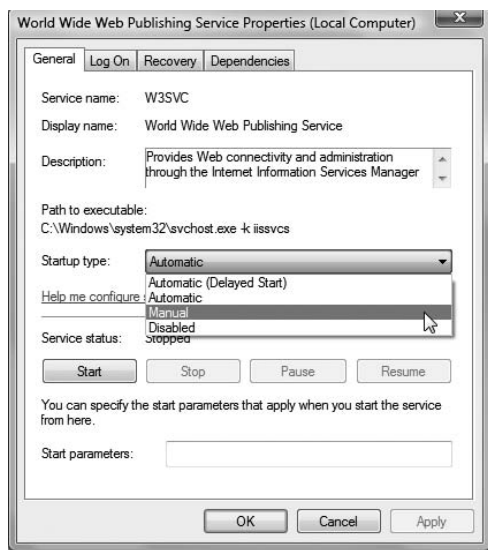 World Wide Web Publishing Service Properties (Local Computer)
General Log On Recovery Dependencies
Service name: W3SVC
Display name: World Wide Web Publishing Service
Description: Provides Web connectivity and administration
through the Internet Information Services Manager
Path to executable:
C:\Windows\system32\svchost.exe -k iissvcs
Startup type: Automatic
Automatic (Delayed Start)
Help me configure Automatic
Manual
Disabled
Service status: Stopped
Start Stop Pause Resume
You can specify the start parameters that apply when you start the service
from here.
Start parameters:
OK Cancel Apply